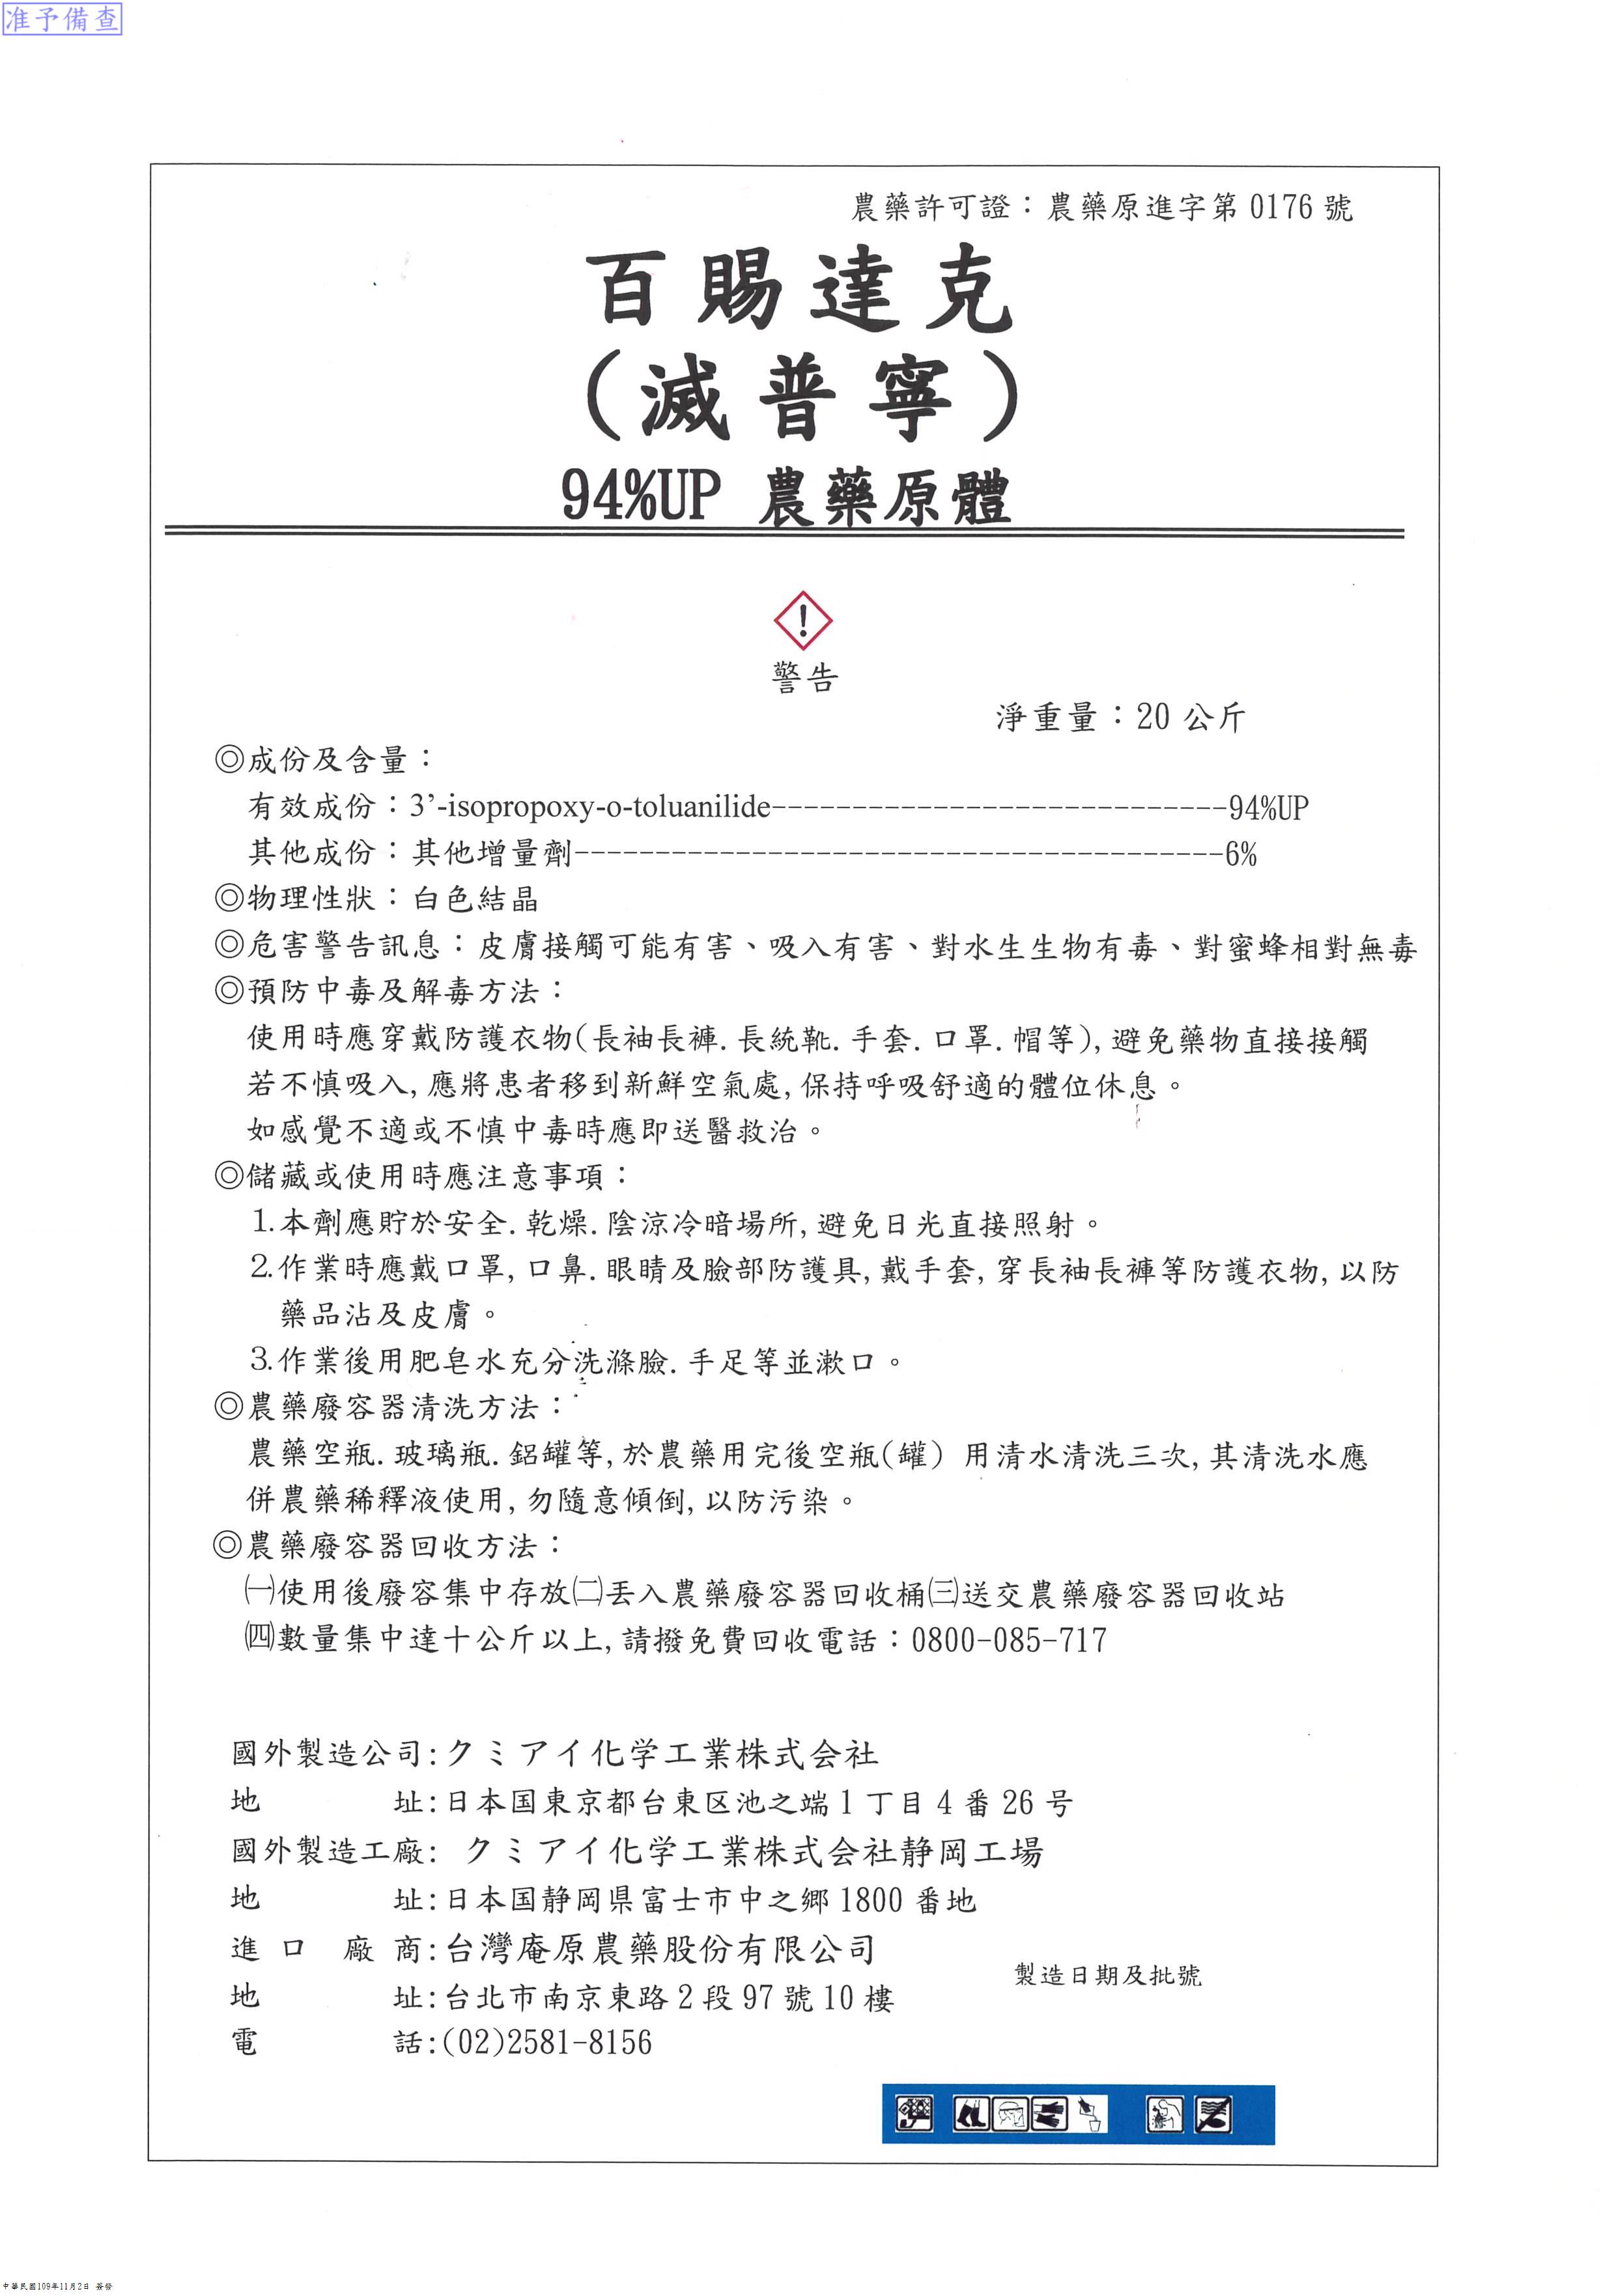 准予備查
農藥許可證：農藥原進字第 0176 號
百賜達克
（滅普寧）
94%UP 農藥原體
!
警告
淨重量：20 公斤
◎成份及含量：
有效成份：3’-isopropoxy-o-toluanilide----------------------------94%UP
其他成份：其他增量劑----------------------------------------6%
◎物理性狀：白色結晶
◎危害警告訊息：皮膚接觸可能有害、吸入有害、對水生生物有毒、對蜜蜂相對無毒
◎預防中毒及解毒方法：
使用時應穿戴防護衣物(長袖長褲.長統靴.手套.口罩.帽等),避免藥物直接接觸
若不慎吸入,應將患者移到新鮮空氣處,保持呼吸舒適的體位休息。
如感覺不適或不慎中毒時應即送醫救治。
◎儲藏或使用時應注意事項：
1.本劑應貯於安全.乾燥.陰涼冷暗場所,避免日光直接照射。
2.作業時應戴口罩,口鼻.眼睛及臉部防護具,戴手套,穿長袖長褲等防護衣物,以防
藥品沾及皮膚。
3.作業後用肥皂水充分洗滌臉.手足等並漱口。
◎農藥廢容器清洗方法：
農藥空瓶.玻璃瓶.鋁罐等,於農藥用完後空瓶(罐) 用清水清洗三次,其清洗水應
併農藥稀釋液使用,勿隨意傾倒,以防污染。
◎農藥廢容器回收方法：
㈠使用後廢容集中存放㈡丟入農藥廢容器回收桶㈢送交農藥廢容器回收站
㈣數量集中達十公斤以上,請撥免費回收電話：0800-085-717
國外製造公司:クミアイ化学工業株式会社
地　　　　址:日本国東京都台東区池之端 1 丁目 4 番 26 号
國外製造工廠: クミアイ化学工業株式会社静岡工場
地　　　　址:日本国静岡県富士市中之郷 1800 番地
進 口 廠 商:台灣庵原農藥股份有限公司
製造日期及批號
地　　　　址:台北市南京東路 2 段 97 號 10 樓
電　　　　話:(02)2581-8156
中華民國109年11月2日 簽發